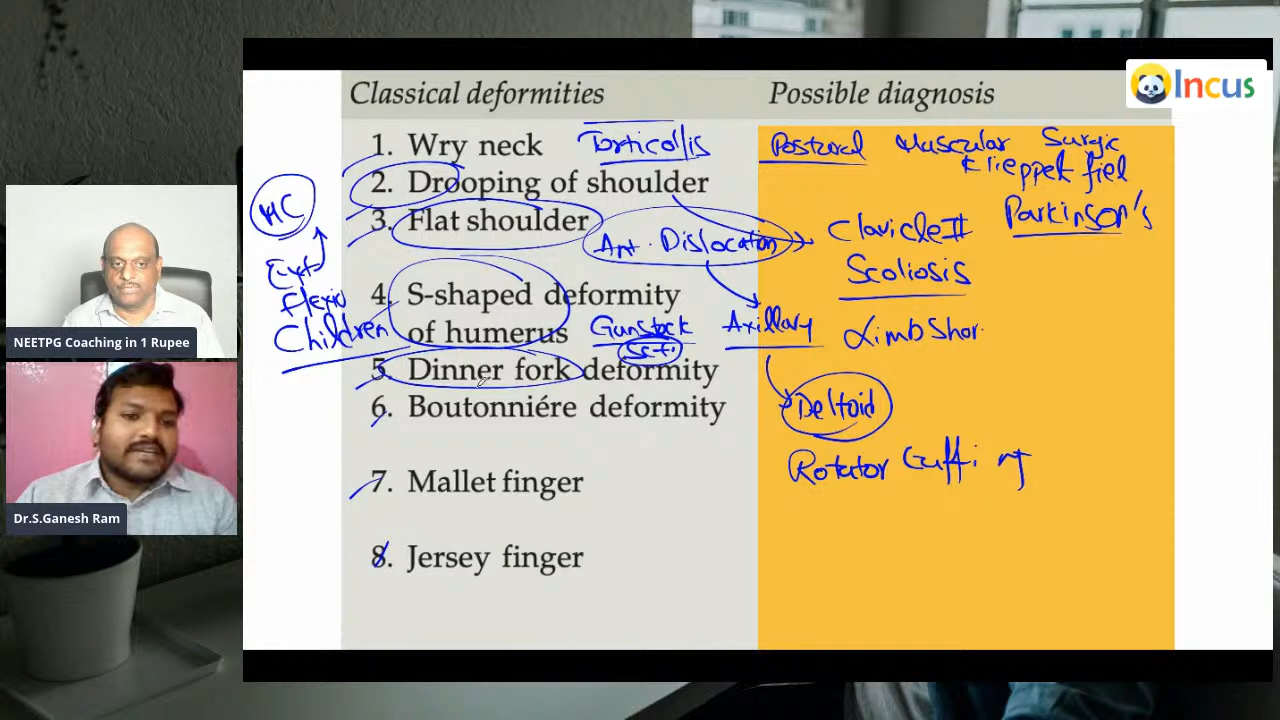 Incus
Classical deformities
Possible diagnosis
1. Wry neck
Torticollis
Postural Muscular Surgic
Klieppel fiel
2. Drooping of shoulder
Parkinson's
MC
3. Flat shoulder
Ant. Dislocation
Clavicle #
Scoliosis
Ext
flexio
Children
4. S-shaped deformity
of humerus
Gunstock
Axillary
Limb Shor.
5. Dinner fork deformity
Deltoid
6. Boutonniére deformity
Rotator Cuff inj
7. Mallet finger
8. Jersey finger
NEETPG Coaching in 1 Rupee
Dr.S.Ganesh Ram